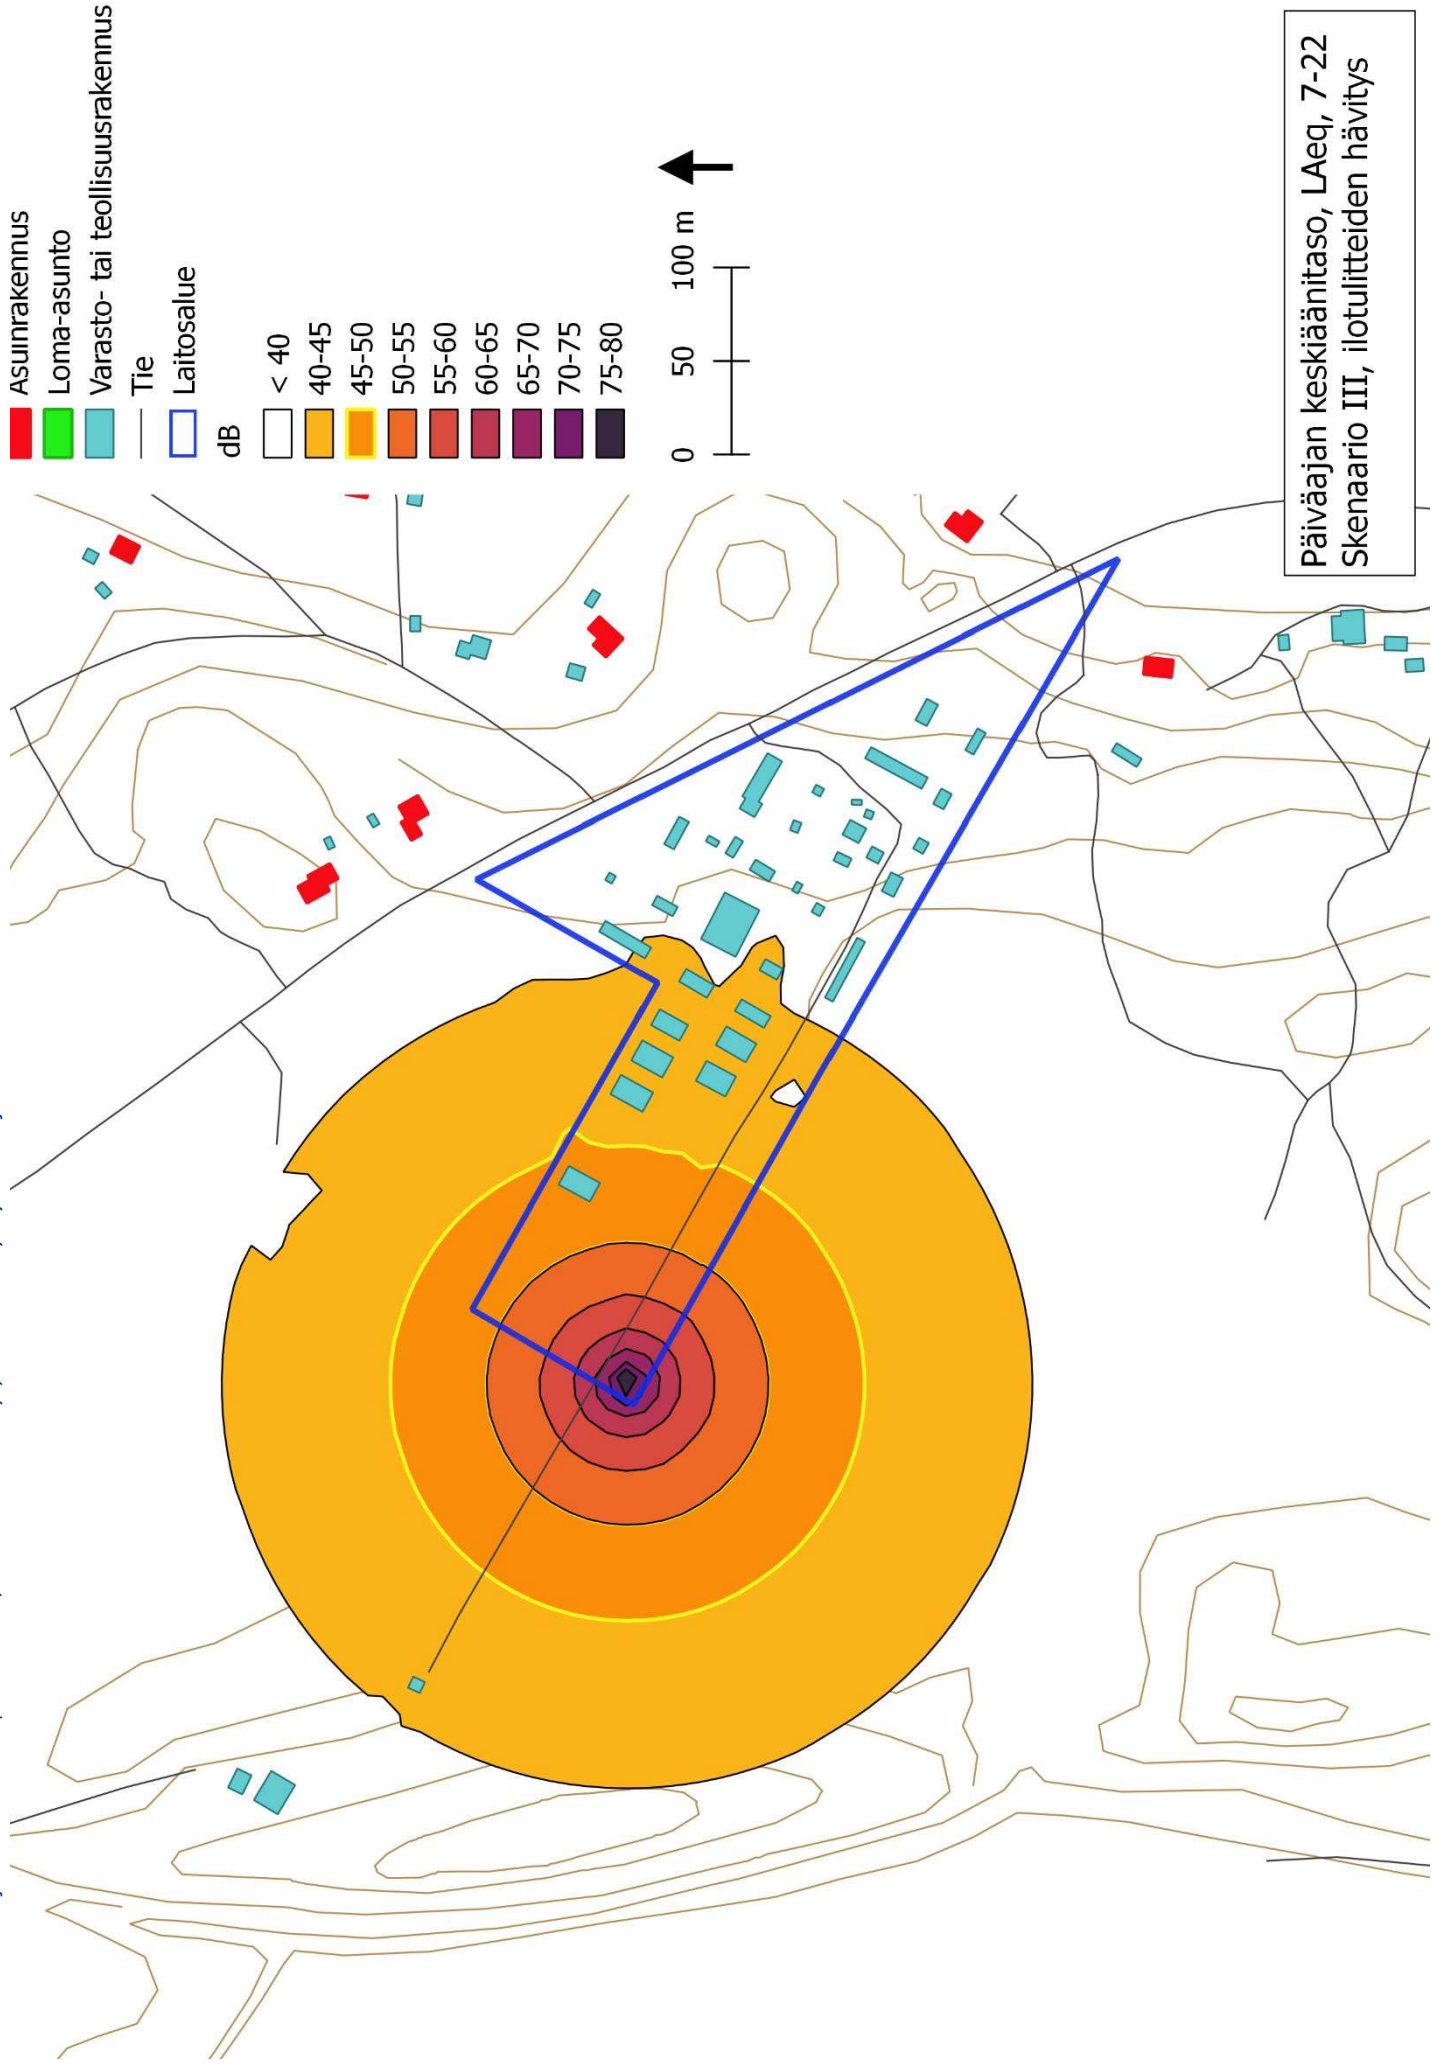 Asuinrakennus
Loma-asunto
Varasto- tai teollisuusrakennus
Tie
Laitosalue
dB
< 40
40-45
45-50
50-55
55-60
60-65
65-70
70-75
75-80
0 50 100 m
Päiväajan keskiäänitaso, LAeq, 7-22
Skenaario III, ilotulitteiden hävitys